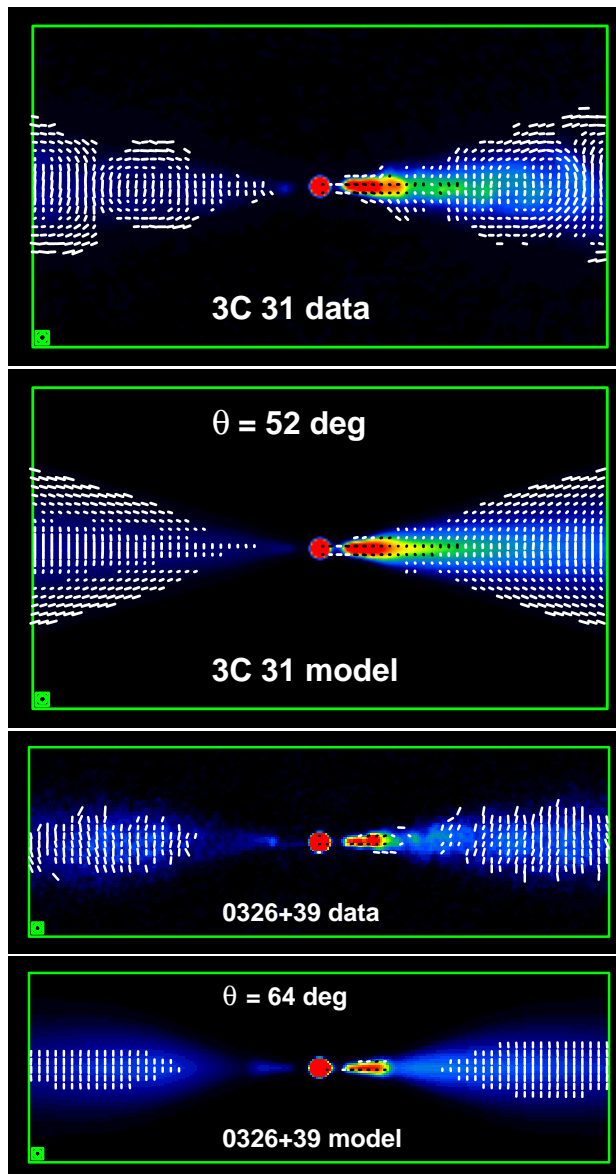 3C 31 data
θ = 52 deg
3C 31 model
0326+39 data
θ = 64 deg
0326+39 model